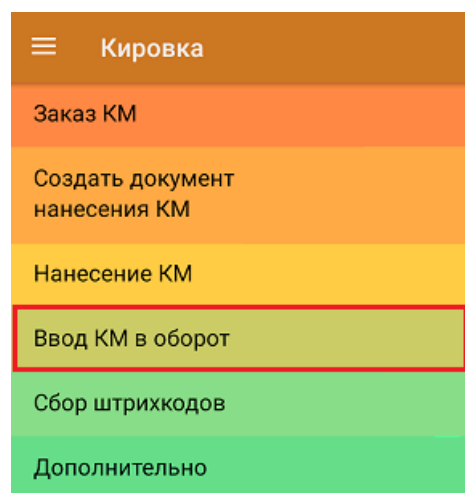 Кировка
Заказ КМ
Создать документ
нанесения КМ
Нанесение КМ
Ввод КМ в оборот
Сбор штрихкодов
Дополнительно